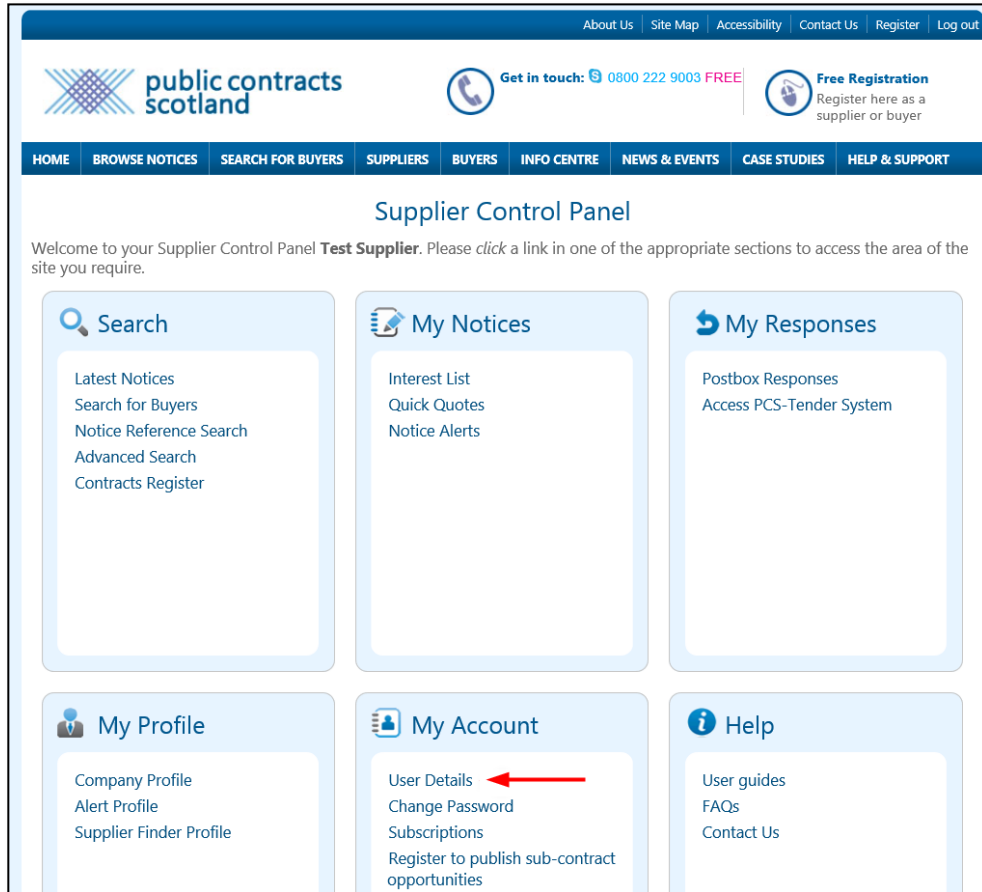 About Us Site Map Accessibility Contact Us Register Log out
public contracts
scotland
Get in touch: 0800 222 9003 FREE
Free Registration
Register here as a
supplier or buyer
HOME BROWSE NOTICES SEARCH FOR BUYERS SUPPLIERS BUYERS INFO CENTRE NEWS & EVENTS CASE STUDIES HELP & SUPPORT
Supplier Control Panel
Welcome to your Supplier Control Panel Test Supplier. Please click a link in one of the appropriate sections to access the area of the
site you require.
Search
Latest Notices
Search for Buyers
Notice Reference Search
Advanced Search
Contracts Register
My Notices
Interest List
Quick Quotes
Notice Alerts
My Responses
Postbox Responses
Access PCS-Tender System
My Profile
Company Profile
Alert Profile
Supplier Finder Profile
My Account
User Details
Change Password
Subscriptions
Register to publish sub-contract
opportunities
Help
User guides
FAQs
Contact Us